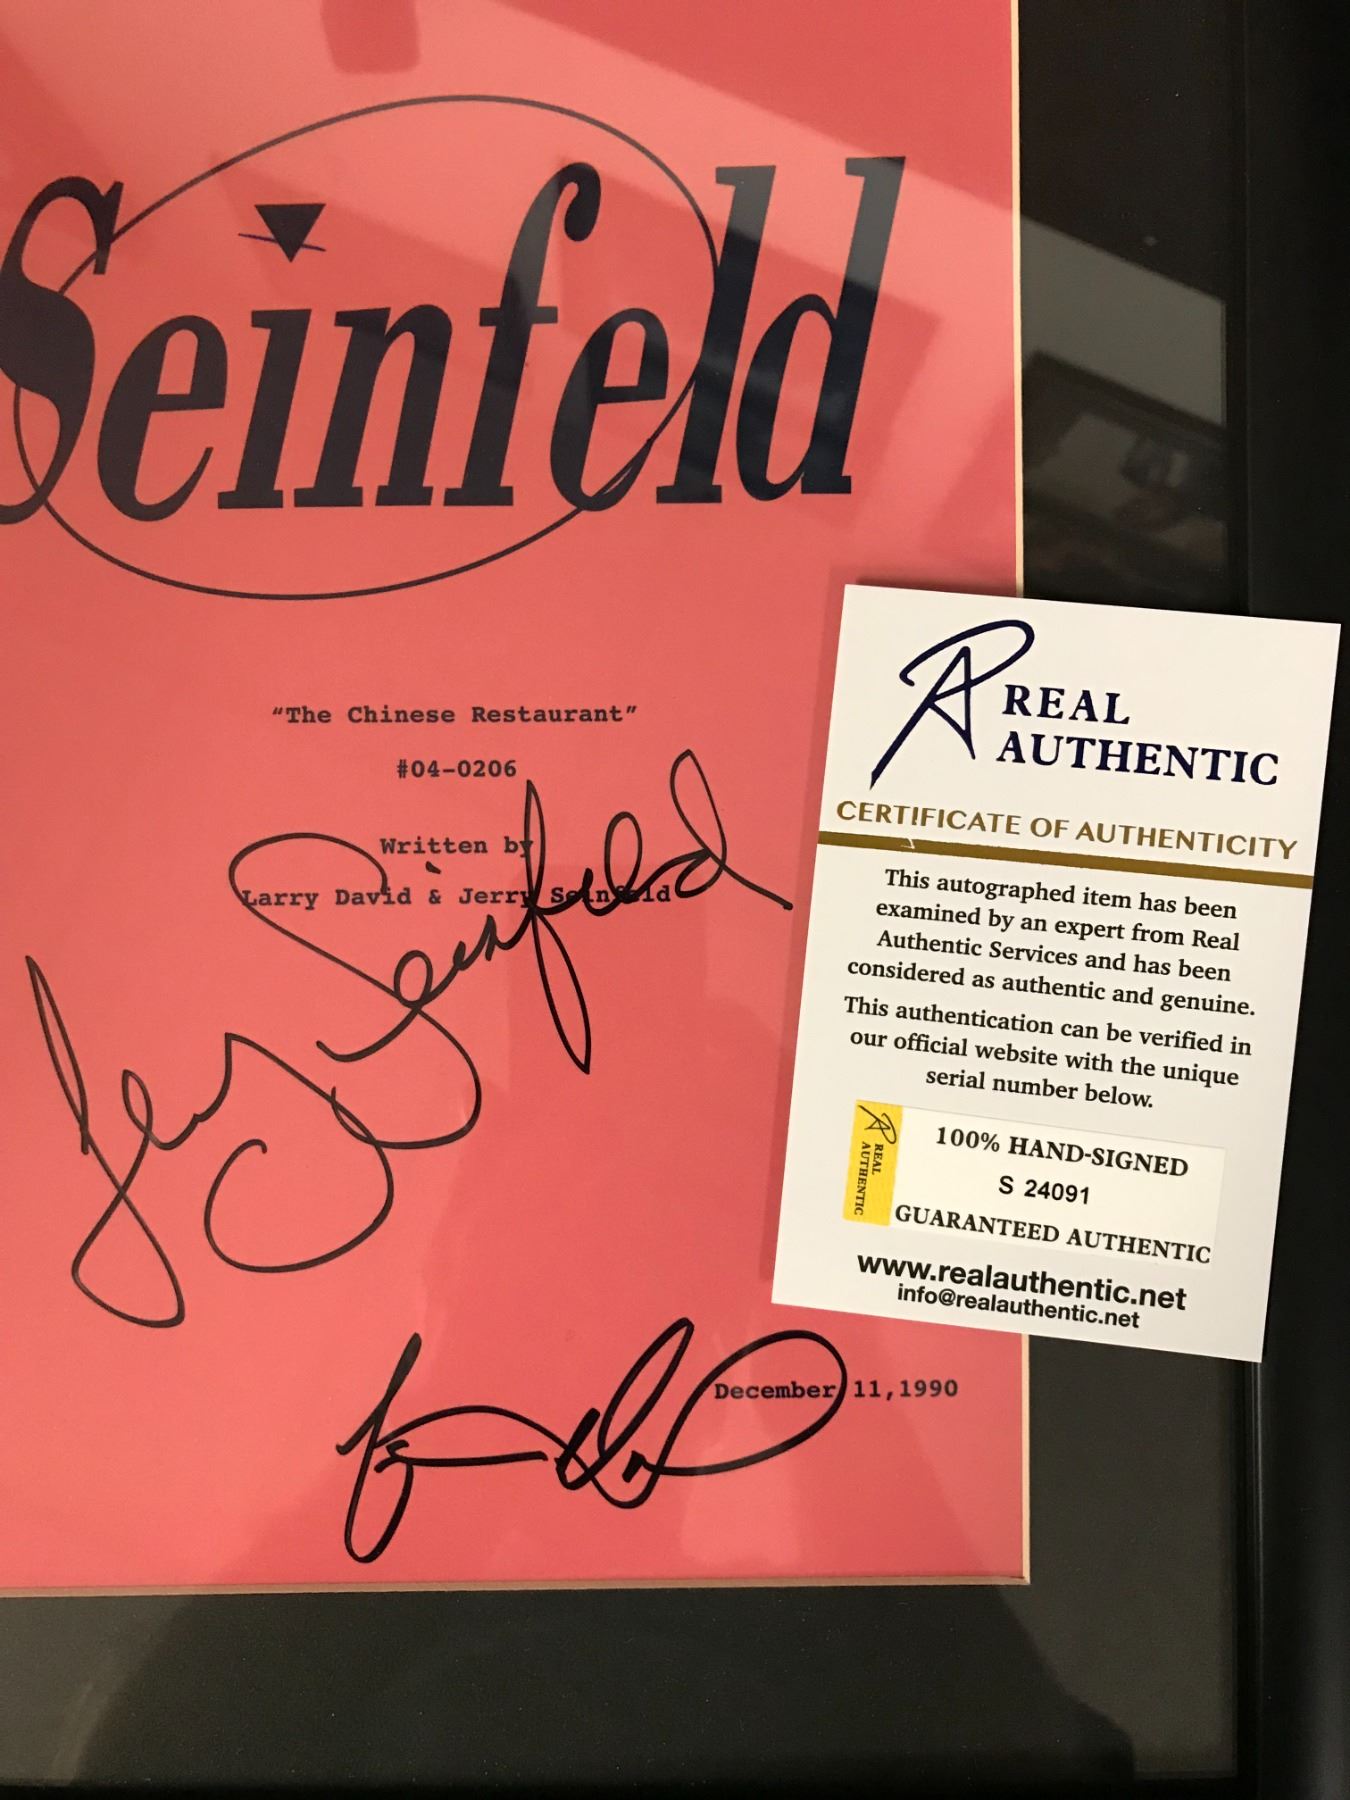 Seinfeld
“The Chinese Restaurant”
#04-0206
Written by
Larry David & Jerry Seinfeld
Jerry Seinfeld
December 11,1990
REAL
AUTHENTIC
CERTIFICATE OF AUTHENTICITY
This autographed item has been
examined by an expert from Real
Authentic Services and has been
considered as authentic and genuine.
This authentication can be verified in
our official website with the unique
serial number below.
REAL
AUTHENTIC
100% HAND-SIGNED
S 24091
GUARANTEED AUTHENTIC
www.realauthentic.net
info@realauthentic.net